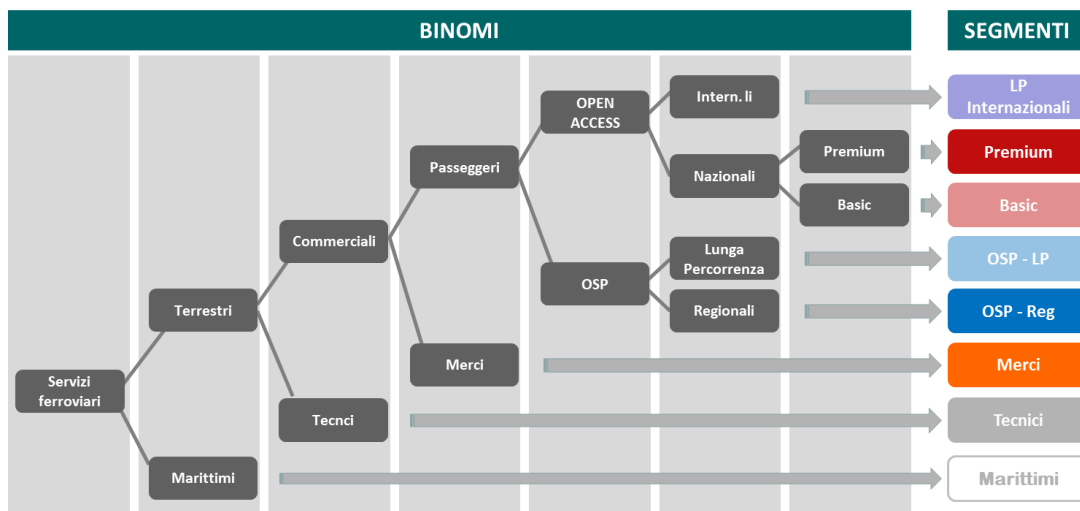 BINOMI
SEGMENTI
Intern. li
LP
Internazionali
OPEN
ACCESS
Premium
Premium
Passeggeri
Nazionali
Basic
Basic
Commerciali
Lunga
Percorrenza
OSP - LP
OSP
Terrestri
Regionali
OSP - Reg
Merci
Merci
Servizi
ferroviari
Tecnci
Tecnici
Marittimi
Marittimi